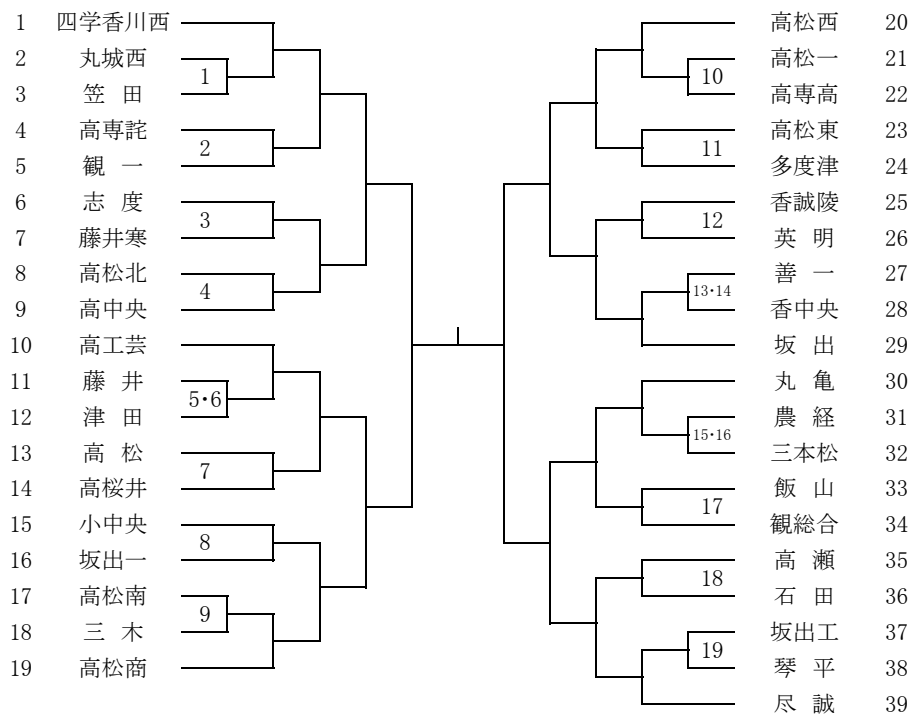 1 四学香川西
2 丸城西
3 笠 田
1
4 高専詫
5 観 一
2
6 志 度
7 藤井寒
3
8 高松北
9 高中央
4
10 高工芸
11 藤 井
12 津 田
5・6
13 高 松
14 高桜井
7
15 小中央
16 坂出一
8
17 高松南
18 三 木
9
19 高松商
高松西 20
高松一 21
高専高 22
10
高松東 23
多度津 24
11
香誠陵 25
英 明 26
12
善 一 27
香中央 28
13・14
坂 出 29
丸 亀 30
農 経 31
三本松 32
15・16
飯 山 33
観総合 34
17
高 瀬 35
石 田 36
18
坂出工 37
琴 平 38
19
尽 誠 39